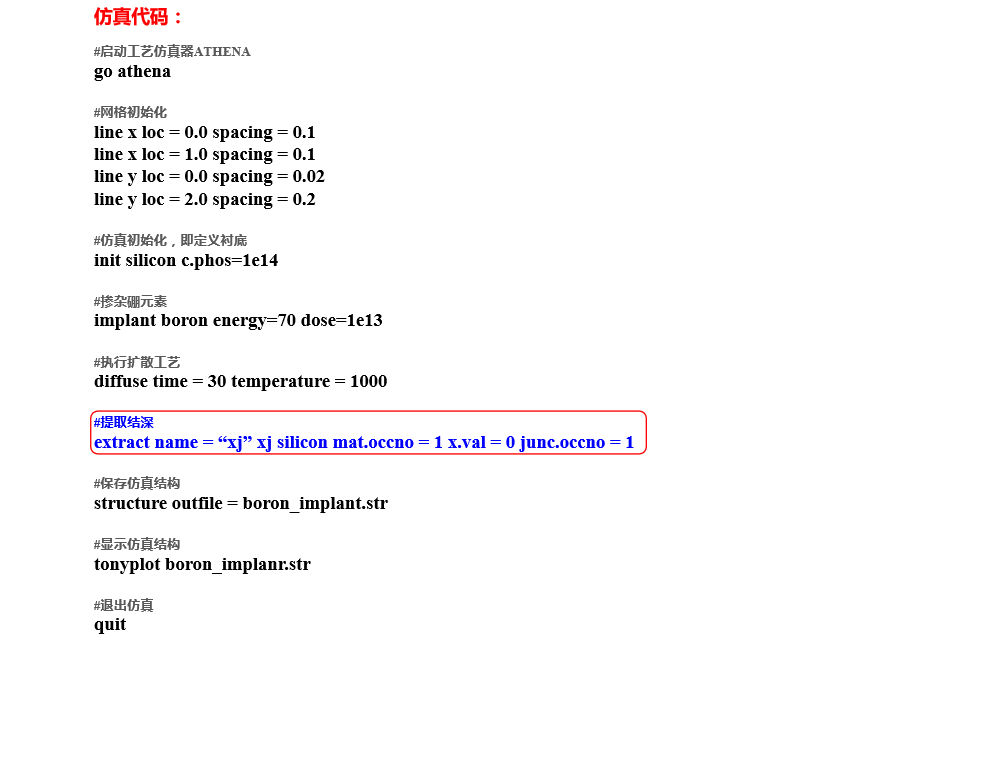 仿真代码：
#启动工艺仿真器ATHENA
go athena
#网格初始化
line x loc = 0.0 spacing = 0.1
line x loc = 1.0 spacing = 0.1
line y loc = 0.0 spacing = 0.02
line y loc = 2.0 spacing = 0.2
#仿真初始化，即定义衬底
init silicon c.phos=1e14
#掺杂硼元素
implant boron energy=70 dose=1e13
#执行扩散工艺
diffuse time = 30 temperature = 1000
#提取结深
extract name = “xj” xj silicon mat.occno = 1 x.val = 0 junc.occno = 1
#保存仿真结构
structure outfile = boron_implant.str
#显示仿真结构
tonyplot boron_implanr.str
#退出仿真
quit